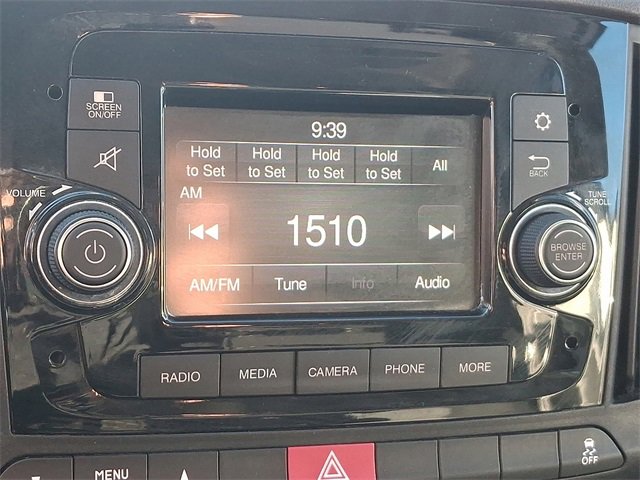 9:39
SCREEN
ON/OFF
Hold
to Set
Hold
to Set
Hold
to Set
Hold
to Set
All
BACK
AM
VOLUME
TUNE
SCROLL
1510
BROWSE
ENTER
AM/FM
Tune
Info
Audio
RADIO
MEDIA
CAMERA
PHONE
MORE
MENU
OFF